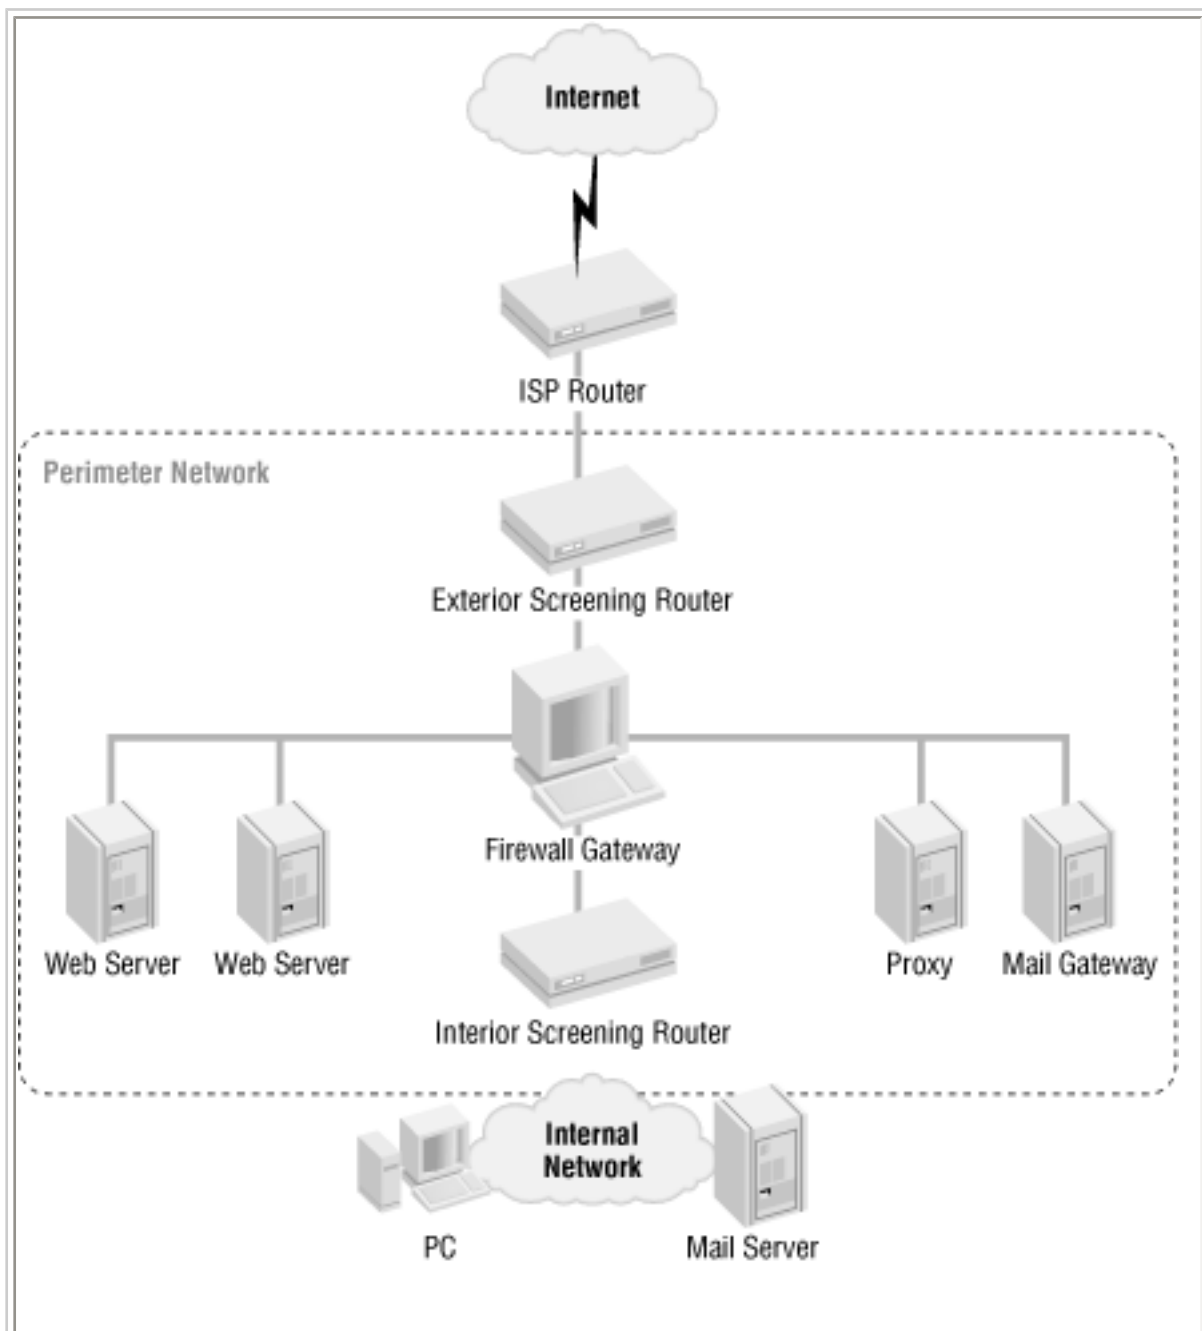 Internet
ISP Router
Perimeter Network
Exterior Screening Router
Firewall Gateway
Web Server
Web Server
Proxy
Mail Gateway
Interior Screening Router
Internal
Network
PC
Mail Server